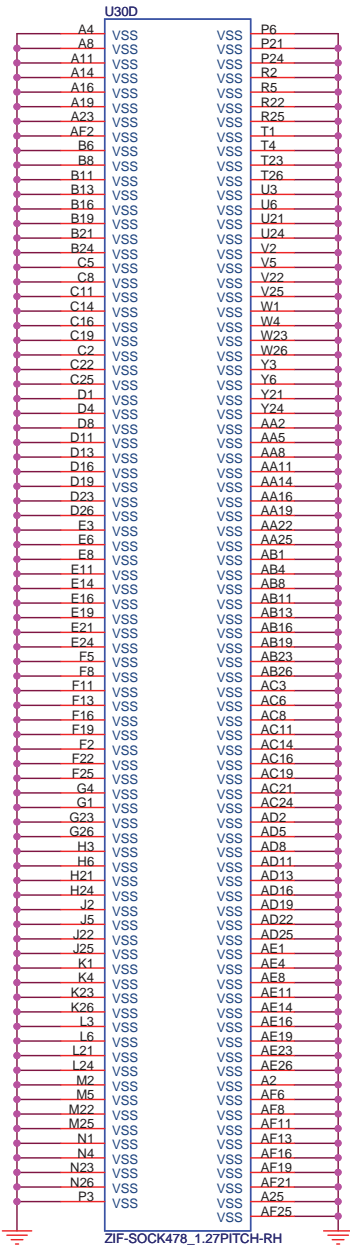 U30D
A4 VSS VSS P6
A8 VSS VSS P21
A11 VSS VSS P24
A14 VSS VSS R2
A16 VSS VSS R5
A19 VSS VSS R22
A23 VSS VSS R25
AF2 VSS VSS T1
B6 VSS VSS T4
B8 VSS VSS T23
B11 VSS VSS T26
B13 VSS VSS U3
B16 VSS VSS U6
B19 VSS VSS U21
B21 VSS VSS U24
B24 VSS VSS V2
C5 VSS VSS V5
C8 VSS VSS V22
C11 VSS VSS V25
C14 VSS VSS W1
C16 VSS VSS W4
C19 VSS VSS W23
C2 VSS VSS W26
C22 VSS VSS Y3
C25 VSS VSS Y6
D1 VSS VSS Y21
D4 VSS VSS Y24
D8 VSS VSS AA2
D11 VSS VSS AA5
D13 VSS VSS AA8
D16 VSS VSS AA11
D19 VSS VSS AA14
D23 VSS VSS AA16
D26 VSS VSS AA19
E3 VSS VSS AA22
E6 VSS VSS AA25
E8 VSS VSS AB1
E11 VSS VSS AB4
E14 VSS VSS AB8
E16 VSS VSS AB11
E19 VSS VSS AB13
E21 VSS VSS AB16
E24 VSS VSS AB19
F5 VSS VSS AB23
F8 VSS VSS AB26
F11 VSS VSS AC3
F13 VSS VSS AC6
F16 VSS VSS AC8
F19 VSS VSS AC11
F2 VSS VSS AC14
F22 VSS VSS AC16
F25 VSS VSS AC19
G4 VSS VSS AC21
G1 VSS VSS AC24
G23 VSS VSS AD2
G26 VSS VSS AD5
H3 VSS VSS AD8
H6 VSS VSS AD11
H21 VSS VSS AD13
H24 VSS VSS AD16
J2 VSS VSS AD19
J5 VSS VSS AD22
J22 VSS VSS AD25
J25 VSS VSS AE1
K1 VSS VSS AE4
K4 VSS VSS AE8
K23 VSS VSS AE11
K26 VSS VSS AE14
L3 VSS VSS AE16
L6 VSS VSS AE19
L21 VSS VSS AE23
L24 VSS VSS AE26
M2 VSS VSS A2
M5 VSS VSS AF6
M22 VSS VSS AF8
M25 VSS VSS AF11
N1 VSS VSS AF13
N4 VSS VSS AF16
N23 VSS VSS AF19
N26 VSS VSS AF21
P3 VSS VSS A25
VSS AF25
ZIF-SOCK478_1.27PITCH-RH